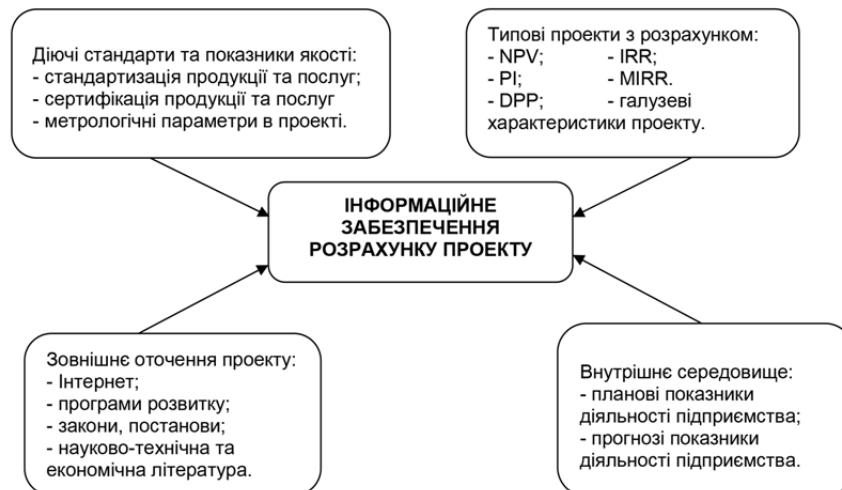 Діючі стандарти та показники якості:
- стандартизація продукції та послуг;
- сертифікація продукції та послуг
- метрологічні параметри в проекті.
Типові проекти з розрахунком:
- NPV; - IRR;
- PI; - MIRR.
- DPP; - галузеві
характеристики проекту.
ІНФОРМАЦІЙНЕ
ЗАБЕЗПЕЧЕННЯ
РОЗРАХУНКУ ПРОЕКТУ
Зовнішнє оточення проекту:
- Інтернет;
- програми розвитку;
- закони, постанови;
- науково-технічна та
економічна література.
Внутрішнє середовище:
- планові показники
діяльності підприємства;
- прогнозі показники
діяльності підприємства.